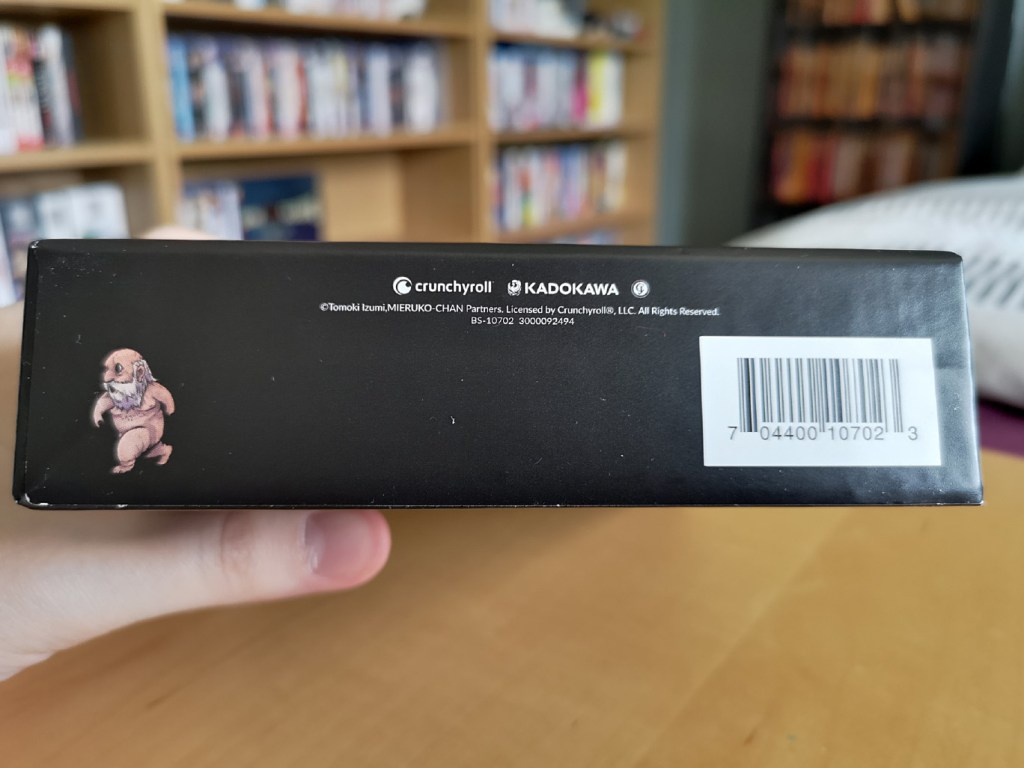 crunchyroll KADOKAWA
©Tomoki Izumi,MIERUKO-CHAN Partners. Licensed by Crunchyroll®, LLC. All Rights Reserved.
BS-10702 3000092494
7 04400 10702 3